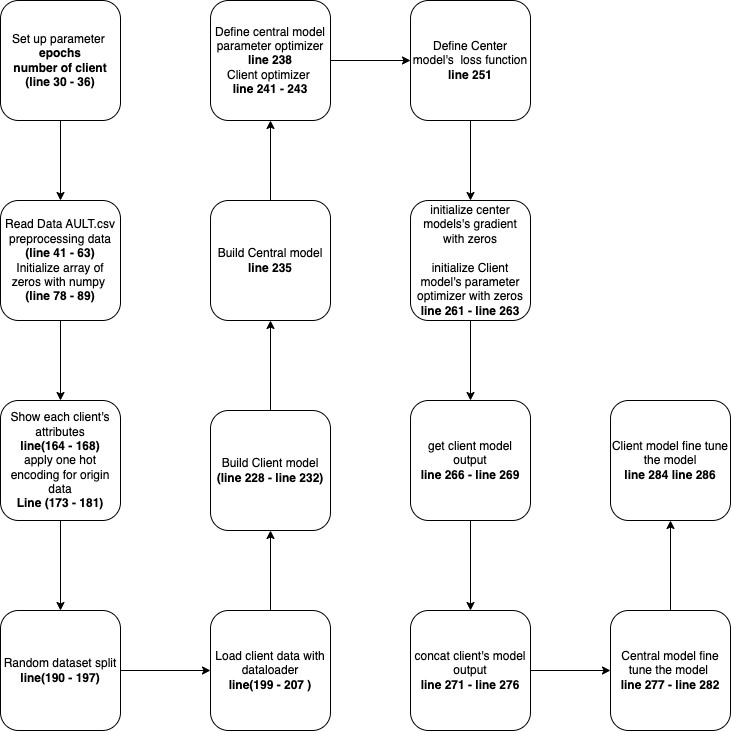 Set up parameter
epochs
number of client
(line 30 - 36)
Read Data AULT.csv
preprocessing data
(line 41 - 63)
Initialize array of
zeros with numpy
(line 78 - 89)
Show each client's
attributes
line(164 - 168)
apply one hot
encoding for origin
data
Line (173 - 181)
Random dataset split
line(190 - 197)
Load client data with
dataloader
line(199 - 207 )
Build Client model
(line 228 - line 232)
Build Central model
line 235
Define central model
parameter optimizer
line 238
Client optimizer
line 241 - 243
Define Center
model's loss function
line 251
initialize center
models's gradient
with zeros
initialize Client
model's parameter
optimizer with zeros
line 261 - line 263
get client model
output
line 266 - line 269
concat client's model
output
line 271 - line 276
Central model fine
tune the model
line 277 - line 282
Client model fine tune
the model
line 284 line 286